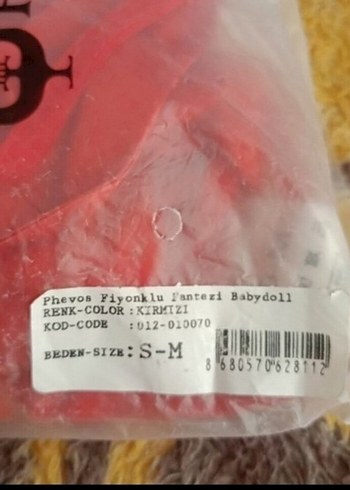 Phevos Fiyonklu Fantezi Babydoll
RENK-COLOR : KIRMIZI
KOD-CODE : 012-010070
BEDEN-SIZE: S-M
8 680570 628112